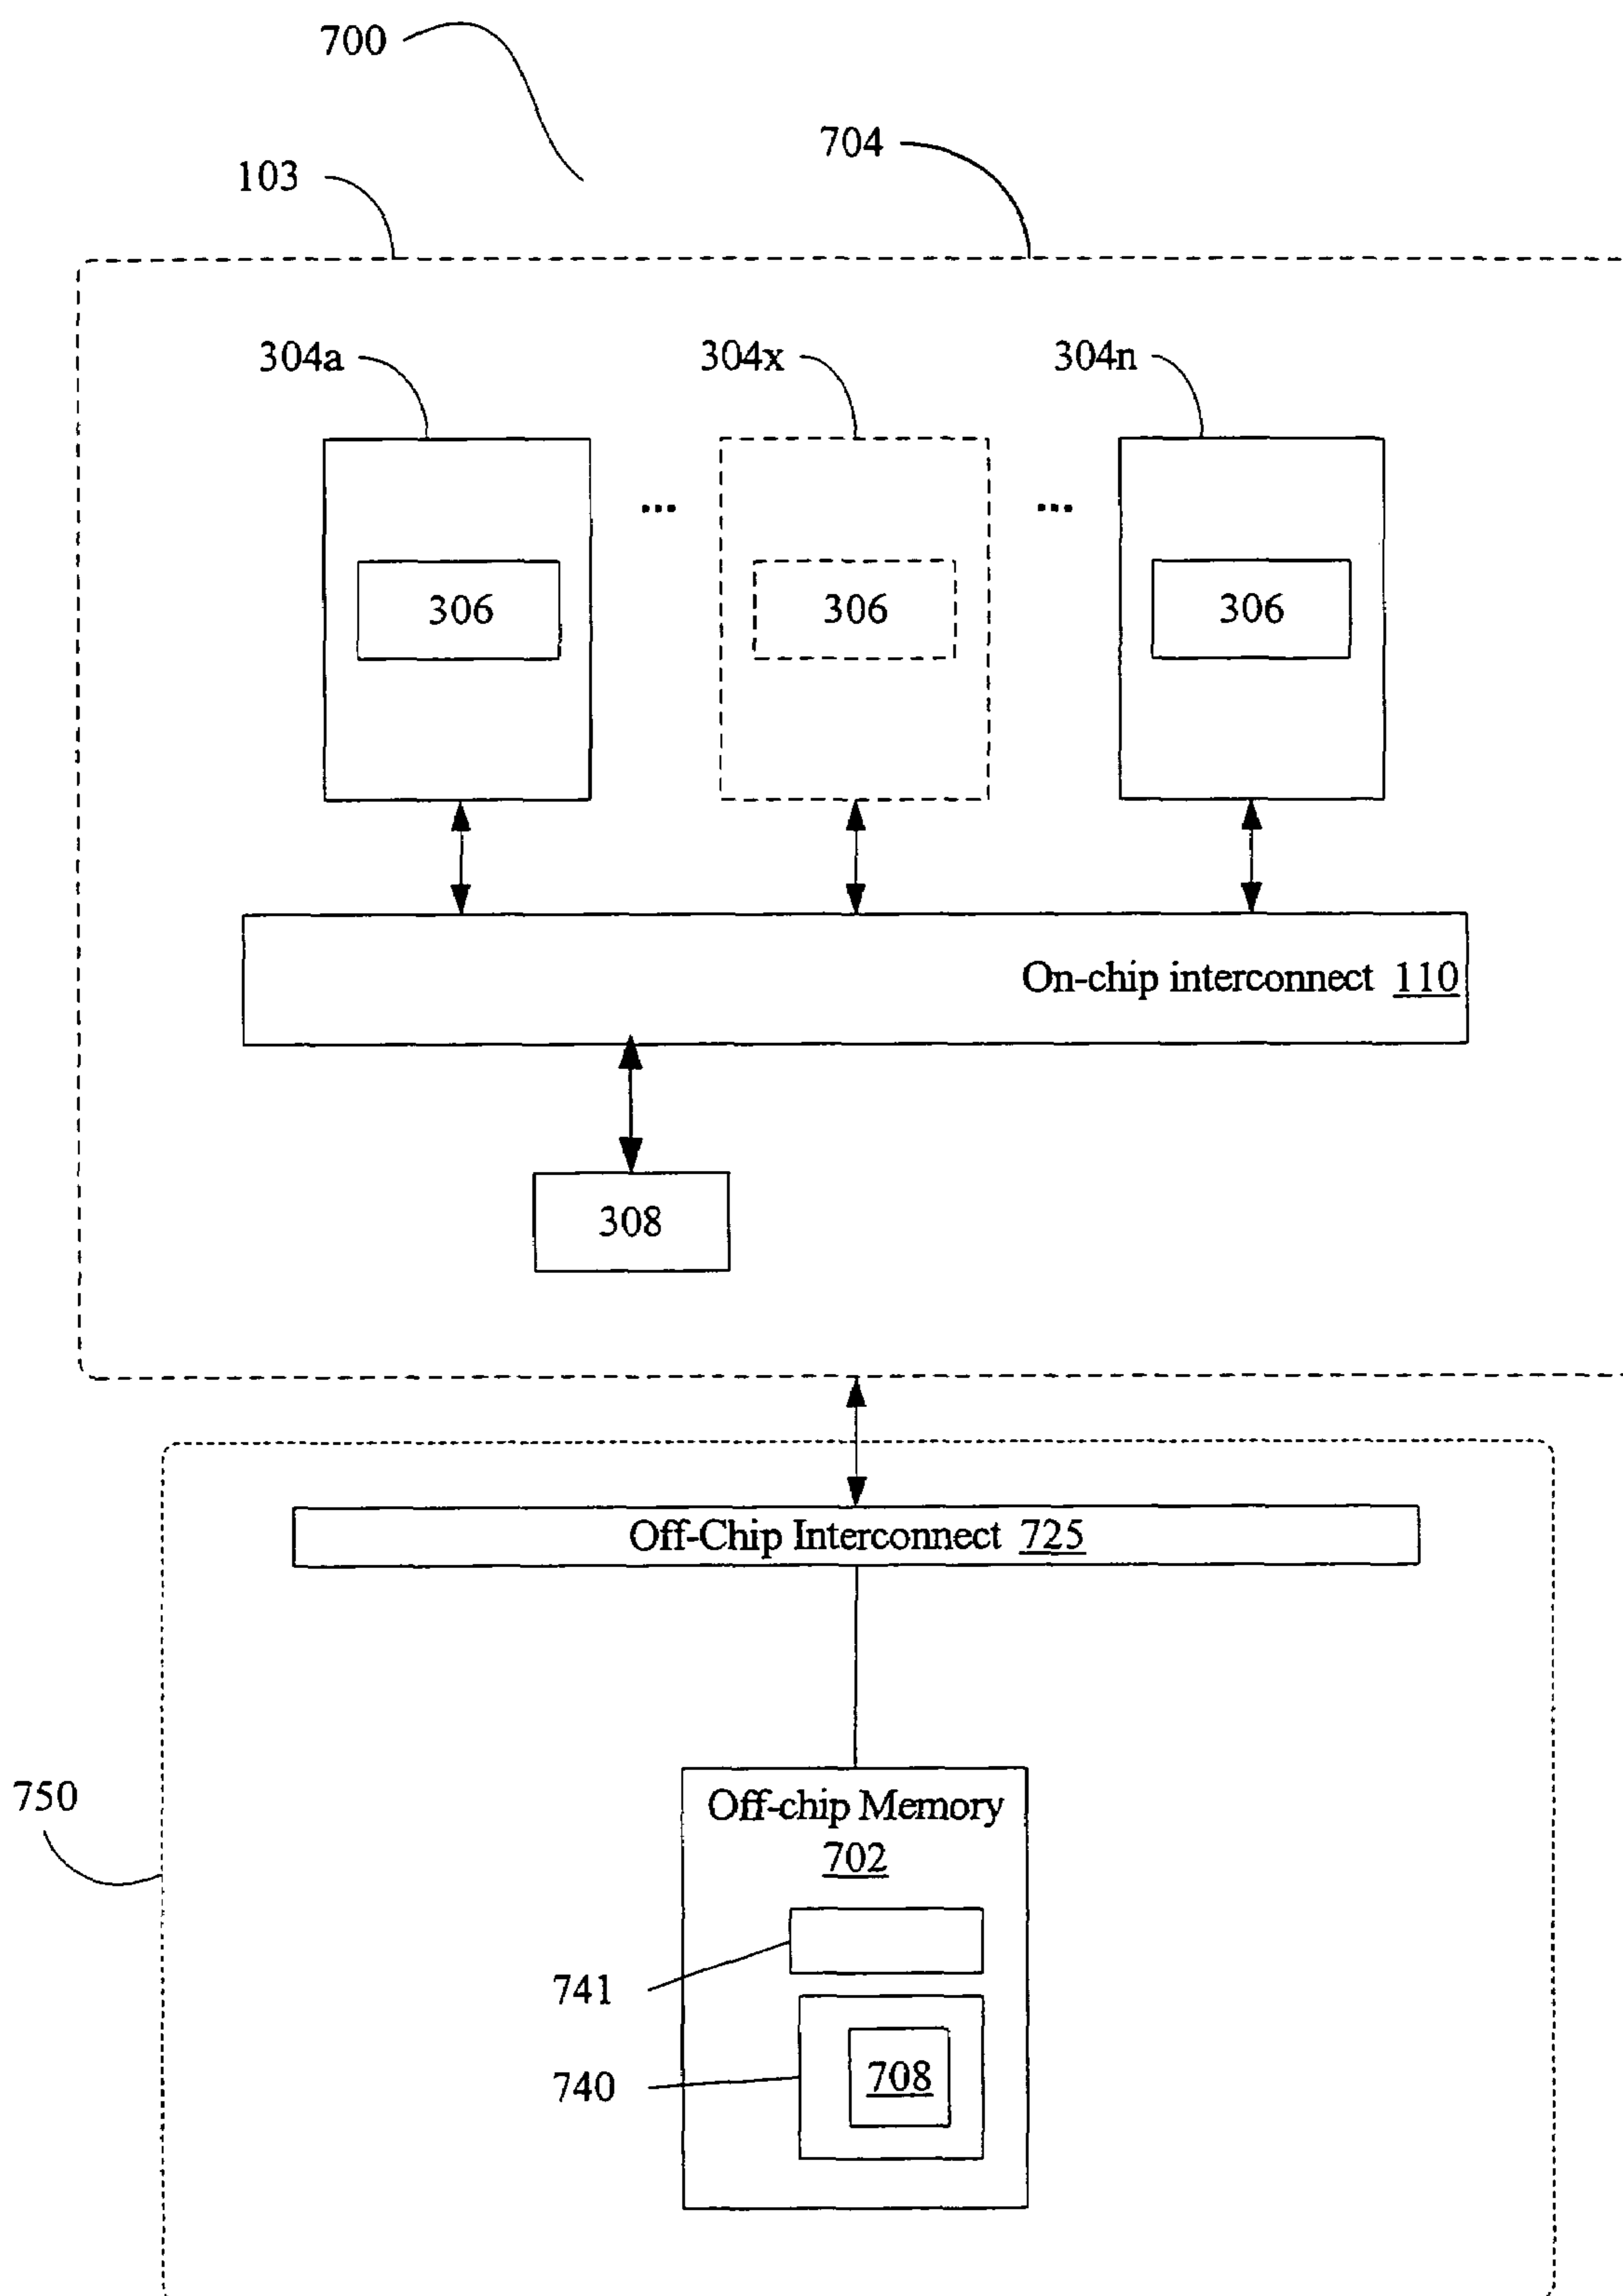 700
704
103
304a
304x
304n
...
...
306
306
306
On-chip interconnect 110
308
Off-Chip Interconnect 725
750
Off-chip Memory
702
741
740
708